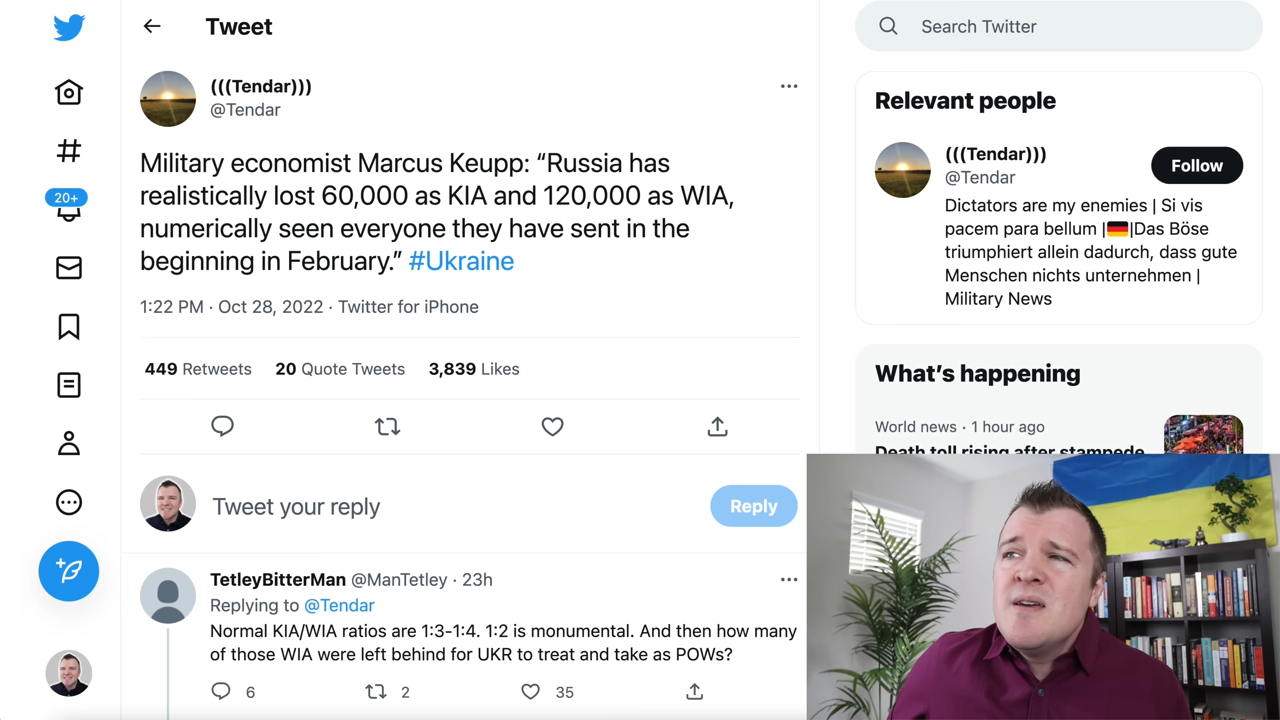 Tweet
(((Tendar)))
@Tendar
Military economist Marcus Keupp: “Russia has
realistically lost 60,000 as KIA and 120,000 as WIA,
numerically seen everyone they have sent in the
beginning in February.” #Ukraine
1:22 PM · Oct 28, 2022 · Twitter for iPhone
449 Retweets 20 Quote Tweets 3,839 Likes
Tweet your reply
Reply
TetleyBitterMan @ManTetley · 23h
Replying to @Tendar
Normal KIA/WIA ratios are 1:3-1:4. 1:2 is monumental. And then how many
of those WIA were left behind for UKR to treat and take as POWs?
6 2 35
20+
Search Twitter
Relevant people
(((Tendar)))
@Tendar
Follow
Dictators are my enemies | Si vis
pacem para bellum |🇩🇪|Das Böse
triumphiert allein dadurch, dass gute
Menschen nichts unternehmen |
Military News
What’s happening
World news · 1 hour ago
Death toll rising after stampede